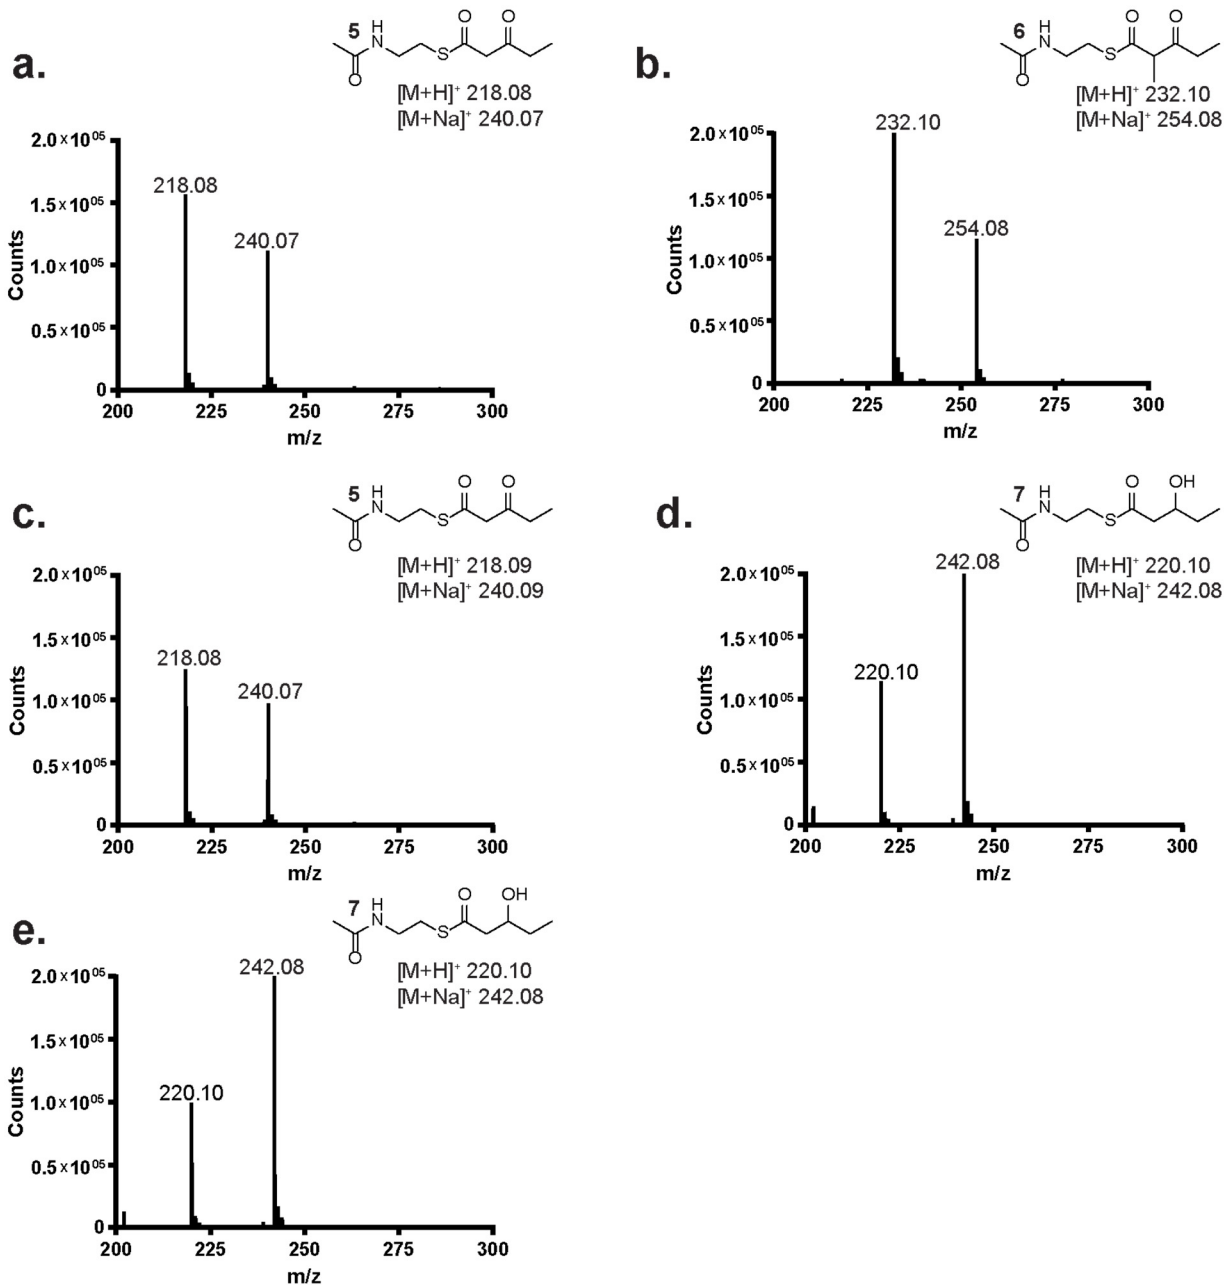 a.
5
O
O
H
N
S
O
[M+H]⁺ 218.08
[M+Na]⁺ 240.07
2.0×10⁰⁵
1.5×10⁰⁵
1.0×10⁰⁵
0.5×10⁰⁵
0
Counts
218.08
240.07
200
225
250
275
300
m/z
b.
6
O
O
H
N
S
O
[M+H]⁺ 232.10
[M+Na]⁺ 254.08
2.0×10⁰⁵
1.5×10⁰⁵
1.0×10⁰⁵
0.5×10⁰⁵
0
Counts
232.10
254.08
200
225
250
275
300
m/z
c.
5
O
O
H
N
S
O
[M+H]⁺ 218.09
[M+Na]⁺ 240.09
2.0×10⁰⁵
1.5×10⁰⁵
1.0×10⁰⁵
0.5×10⁰⁵
0
Counts
218.08
240.07
200
225
250
275
300
m/z
d.
7
O
OH
H
N
S
O
[M+H]⁺ 220.10
[M+Na]⁺ 242.08
2.0×10⁰⁵
1.5×10⁰⁵
1.0×10⁰⁵
0.5×10⁰⁵
0
Counts
220.10
242.08
200
225
250
275
300
m/z
e.
7
O
OH
H
N
S
O
[M+H]⁺ 220.10
[M+Na]⁺ 242.08
2.0×10⁰⁵
1.5×10⁰⁵
1.0×10⁰⁵
0.5×10⁰⁵
0
Counts
220.10
242.08
200
225
250
275
300
m/z